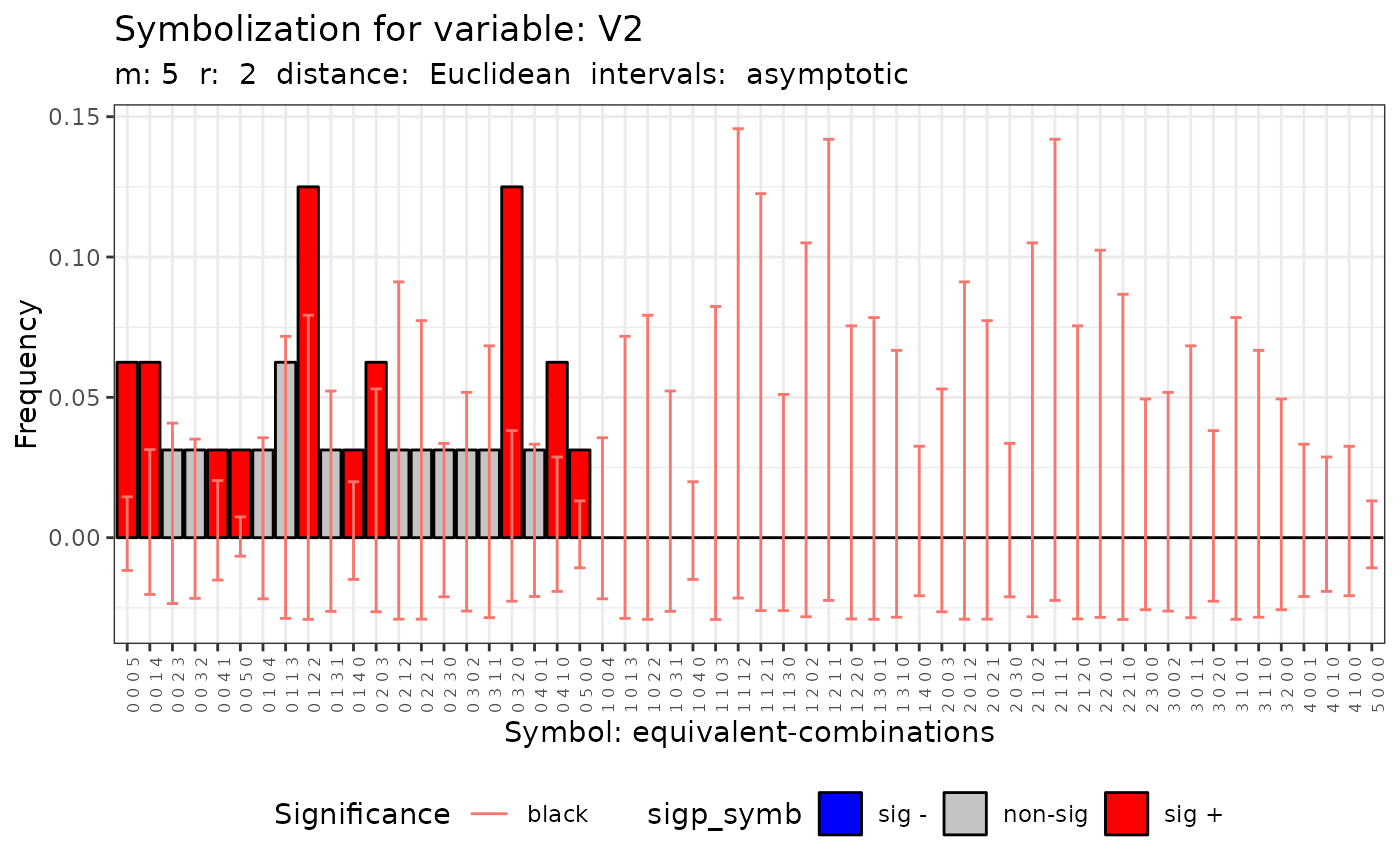 Symbolization for variable: V2
m: 5 r: 2 distance: Euclidean intervals: asymptotic
0.15
0.10
0.05
0.00
Frequency
0 0 0 5
0 0 1 4
0 0 2 3
0 0 3 2
0 0 4 1
0 0 5 0
0 1 0 4
0 1 1 3
0 1 2 2
0 1 3 1
0 1 4 0
0 2 0 3
0 2 1 2
0 2 2 1
0 2 3 0
0 3 0 2
0 3 1 1
0 3 2 0
0 4 0 1
0 4 1 0
0 5 0 0
1 0 0 4
1 0 1 3
1 0 2 2
1 0 3 1
1 0 4 0
1 1 0 3
1 1 1 2
1 1 2 1
1 1 3 0
1 2 0 2
1 2 1 1
1 2 2 0
1 3 0 1
1 3 1 0
1 4 0 0
2 0 0 3
2 0 1 2
2 0 2 1
2 0 3 0
2 1 0 2
2 1 1 1
2 1 2 0
2 2 0 1
2 2 1 0
2 3 0 0
3 0 0 2
3 0 1 1
3 0 2 0
3 1 0 1
3 1 1 0
3 2 0 0
4 0 0 1
4 0 1 0
4 1 0 0
5 0 0 0
Symbol: equivalent-combinations
Significance black sigp_symb sig - non-sig sig +